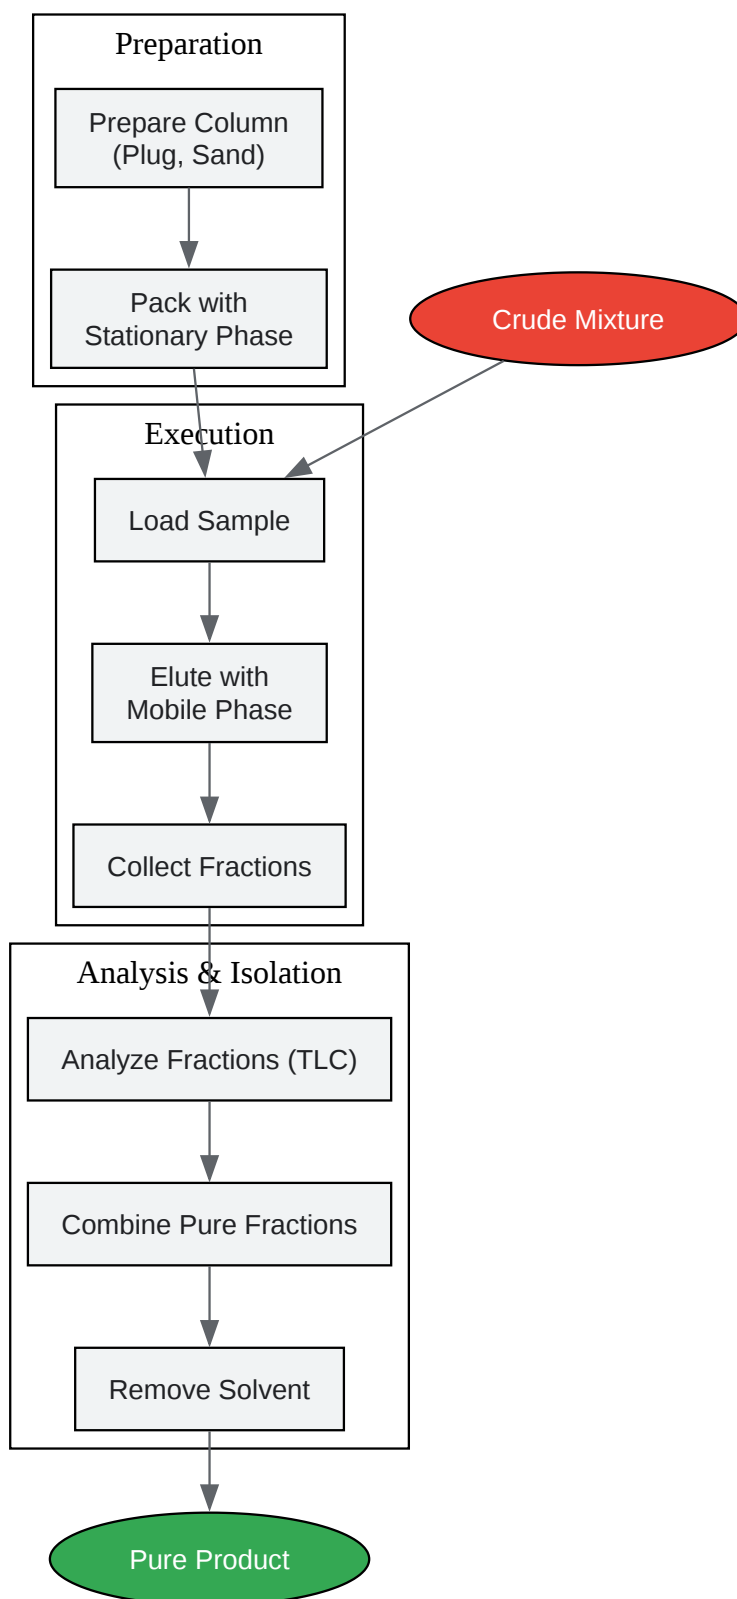 Preparation
Prepare Column
(Plug, Sand)
Pack with
Stationary Phase
Crude Mixture
Execution
Load Sample
Elute with
Mobile Phase
Collect Fractions
Analysis & Isolation
Analyze Fractions (TLC)
Combine Pure Fractions
Remove Solvent
Pure Product